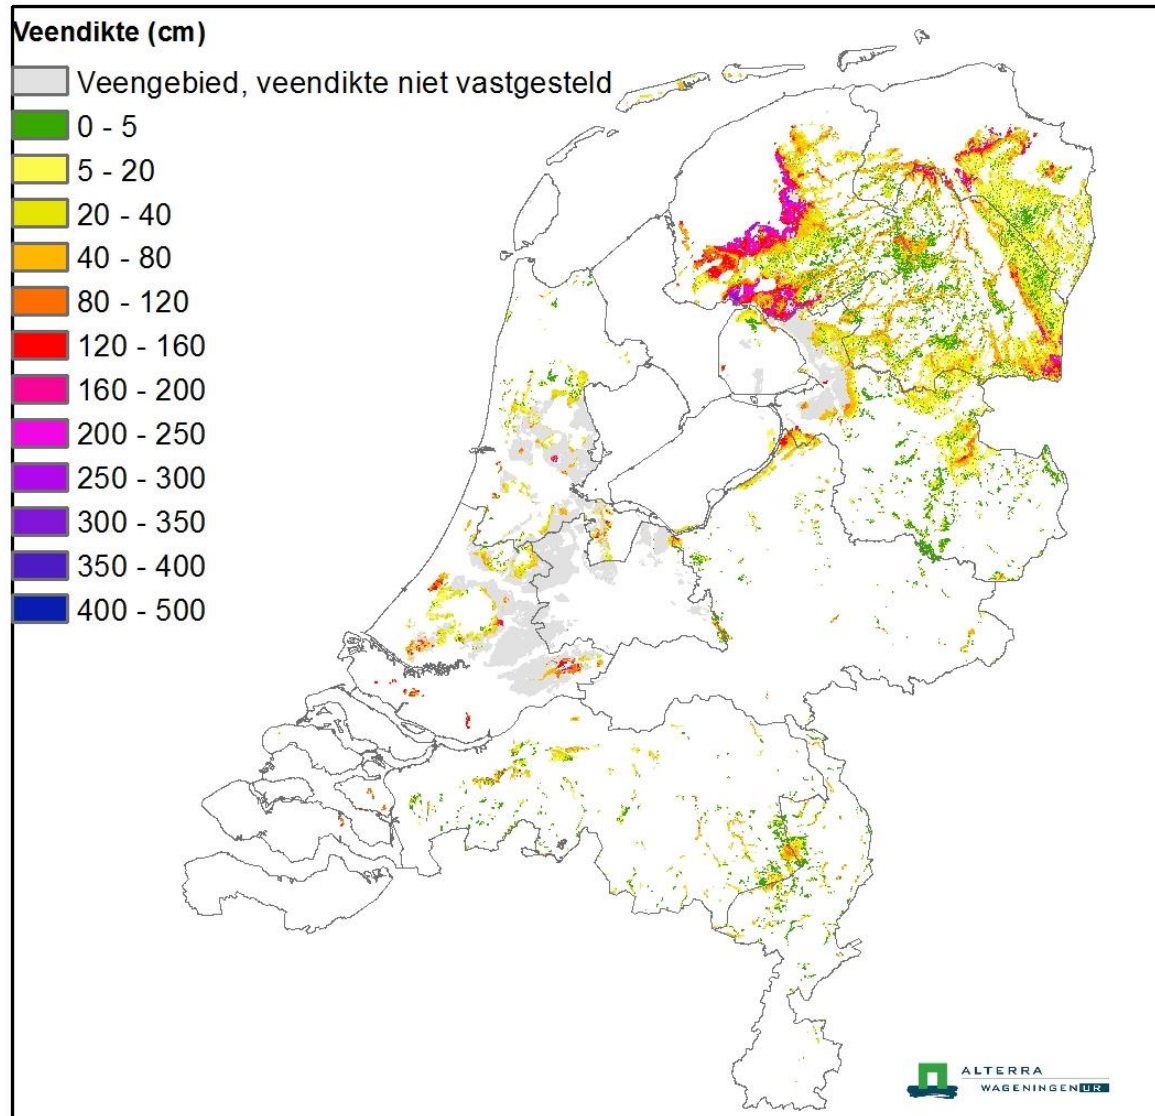 Veendikte (cm)
Veengebied, veendikte niet vastgesteld
0 - 5
5 - 20
20 - 40
40 - 80
80 - 120
120 - 160
160 - 200
200 - 250
250 - 300
300 - 350
350 - 400
400 - 500
ALTERRA
WAGENINGEN UR